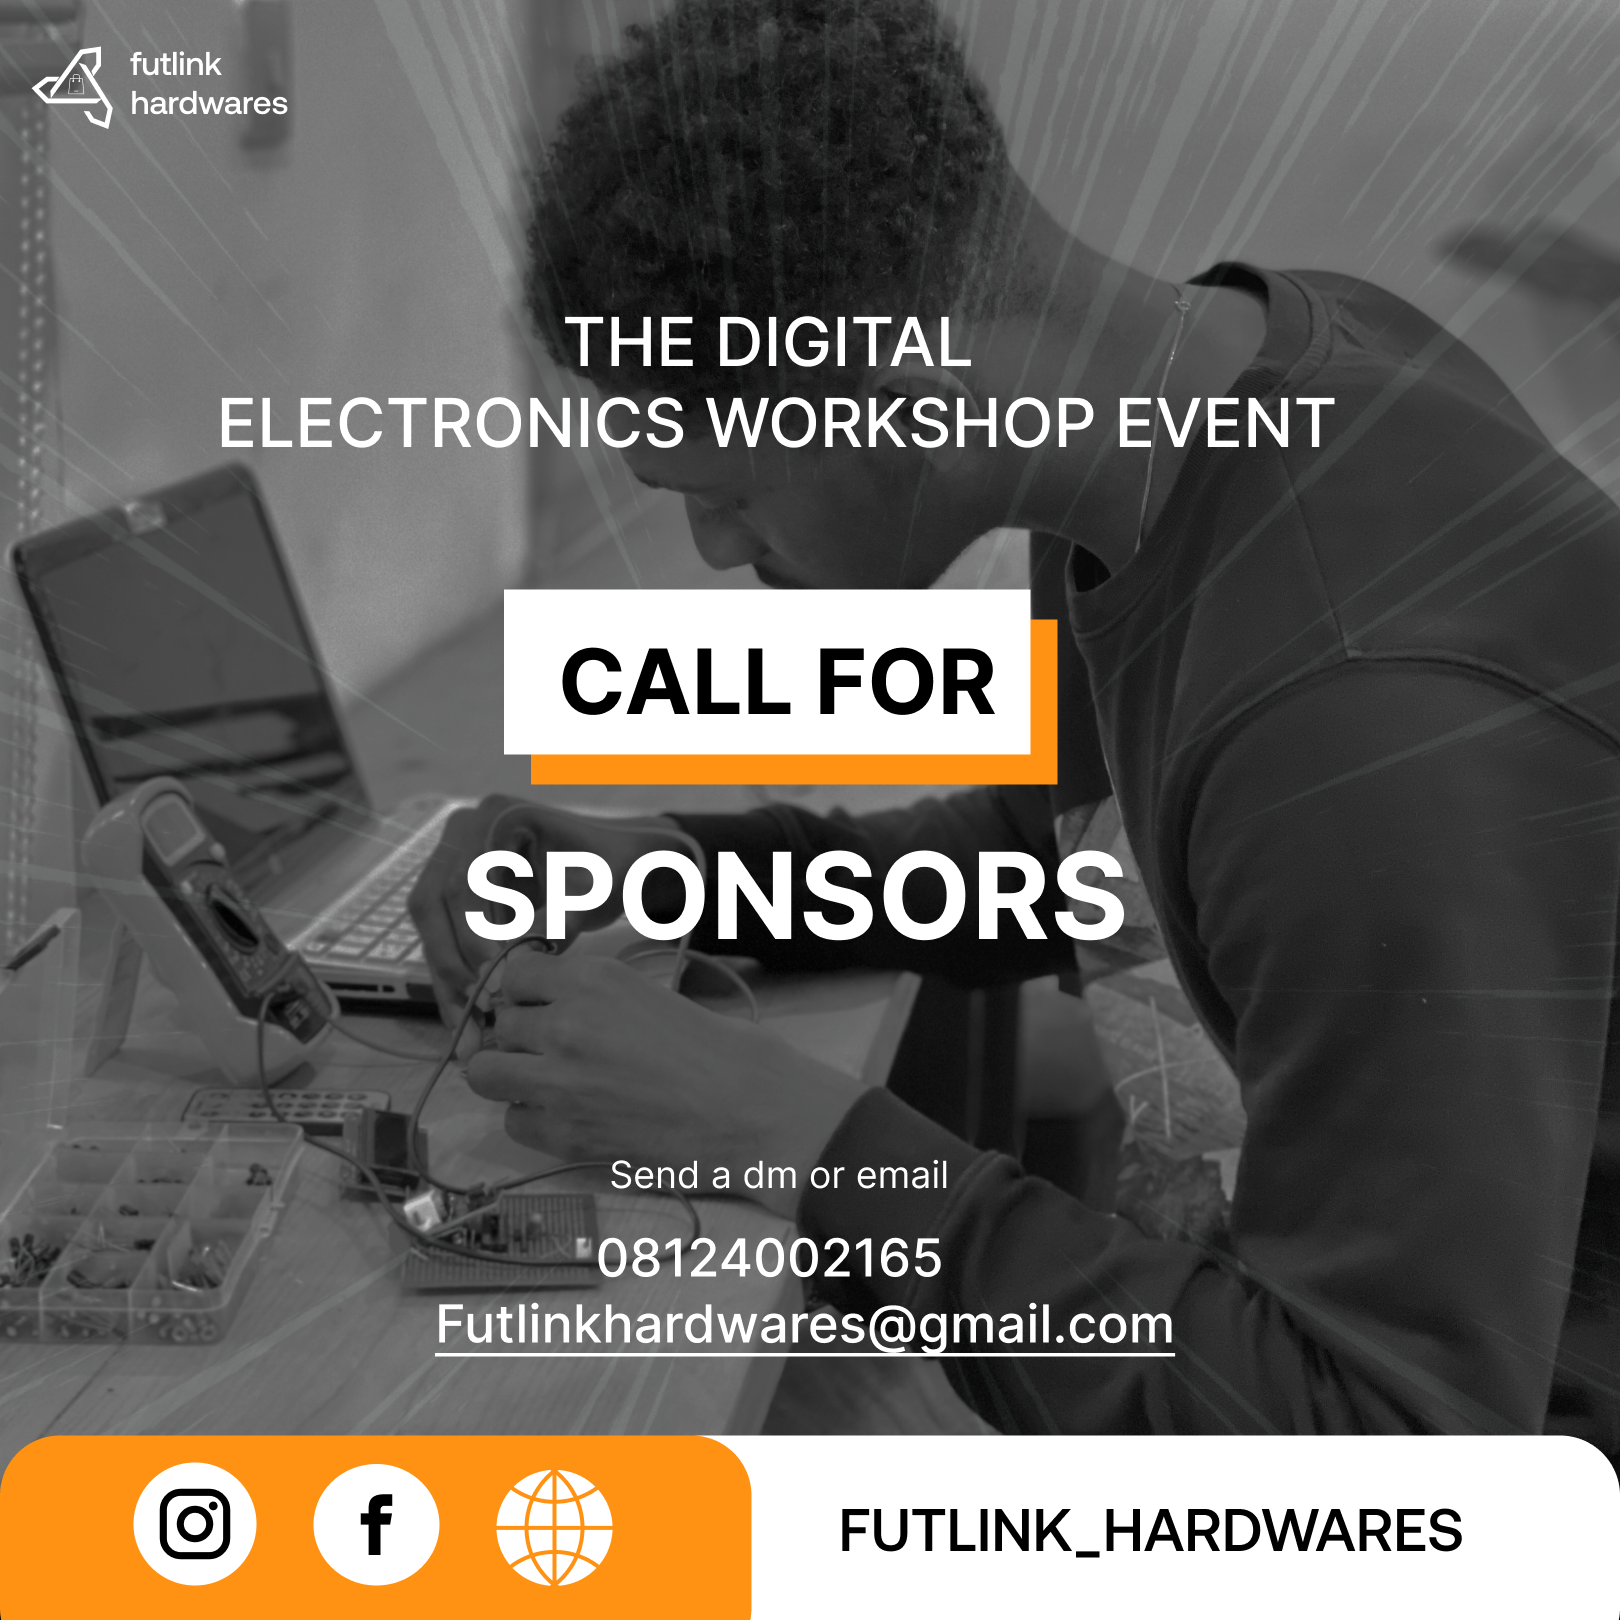 futlink
hardwares
THE DIGITAL
ELECTRONICS WORKSHOP EVENT
CALL FOR
SPONSORS
Send a dm or email
08124002165
Futlinkhardwares@gmail.com
FUTLINK_HARDWARES